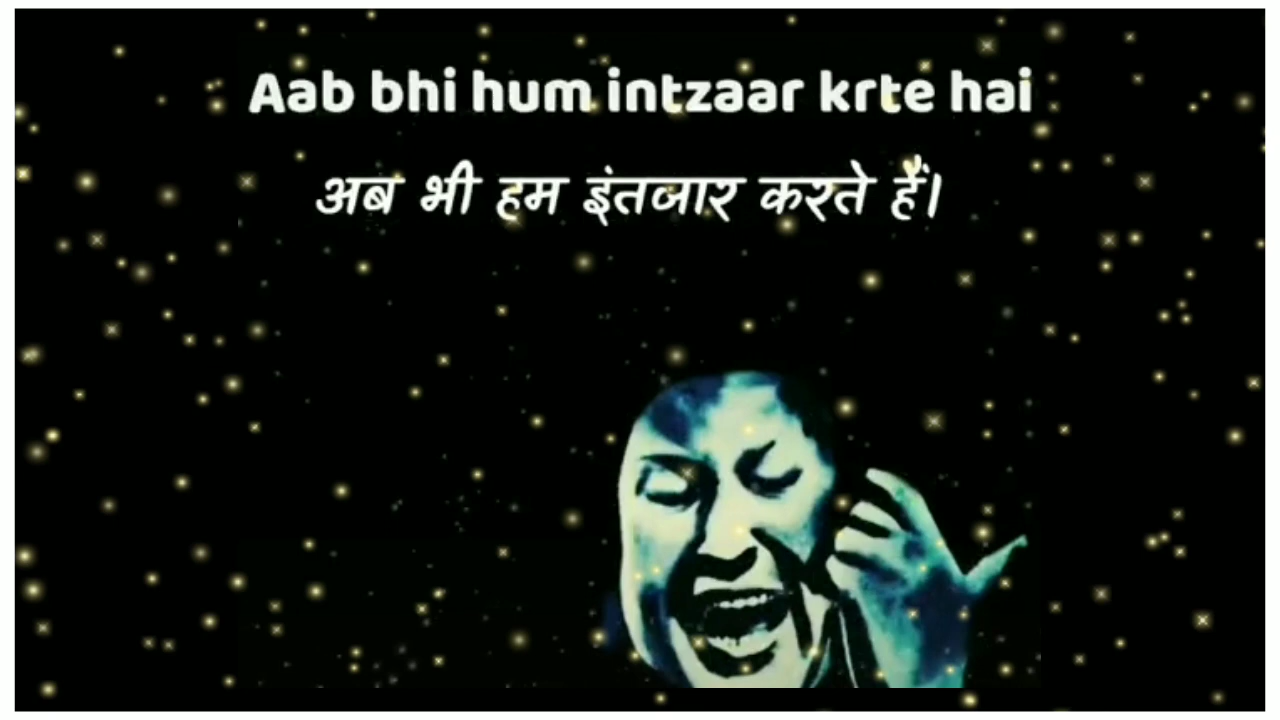 Aab bhi hum intzaar krte hai
अब भी हम इंतजार करते हैं।